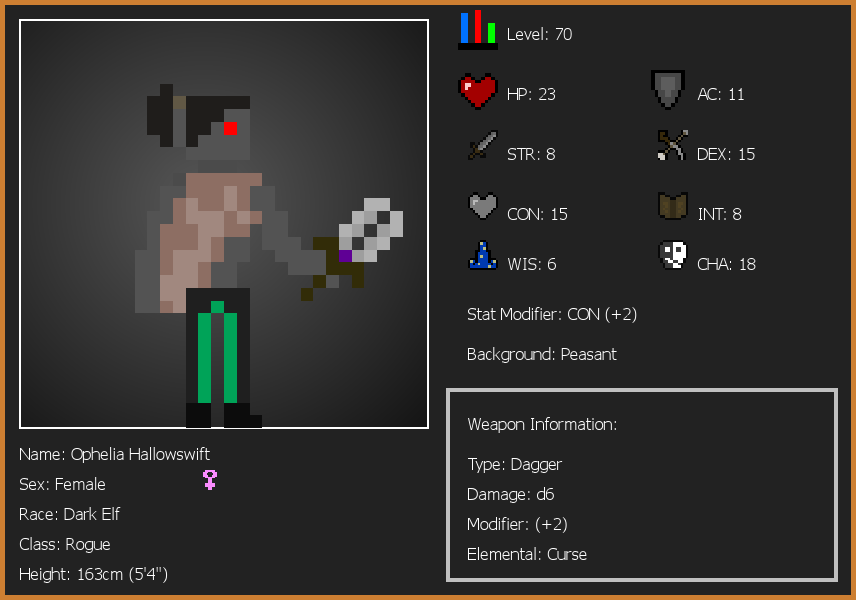 Level: 70
HP: 23
AC: 11
STR: 8
DEX: 15
CON: 15
INT: 8
WIS: 6
CHA: 18
Stat Modifier: CON (+2)
Background: Peasant
Weapon Information:
Type: Dagger
Damage: d6
Modifier: (+2)
Elemental: Curse
Name: Ophelia Hallowswift
Sex: Female
Race: Dark Elf
Class: Rogue
Height: 163cm (5'4")